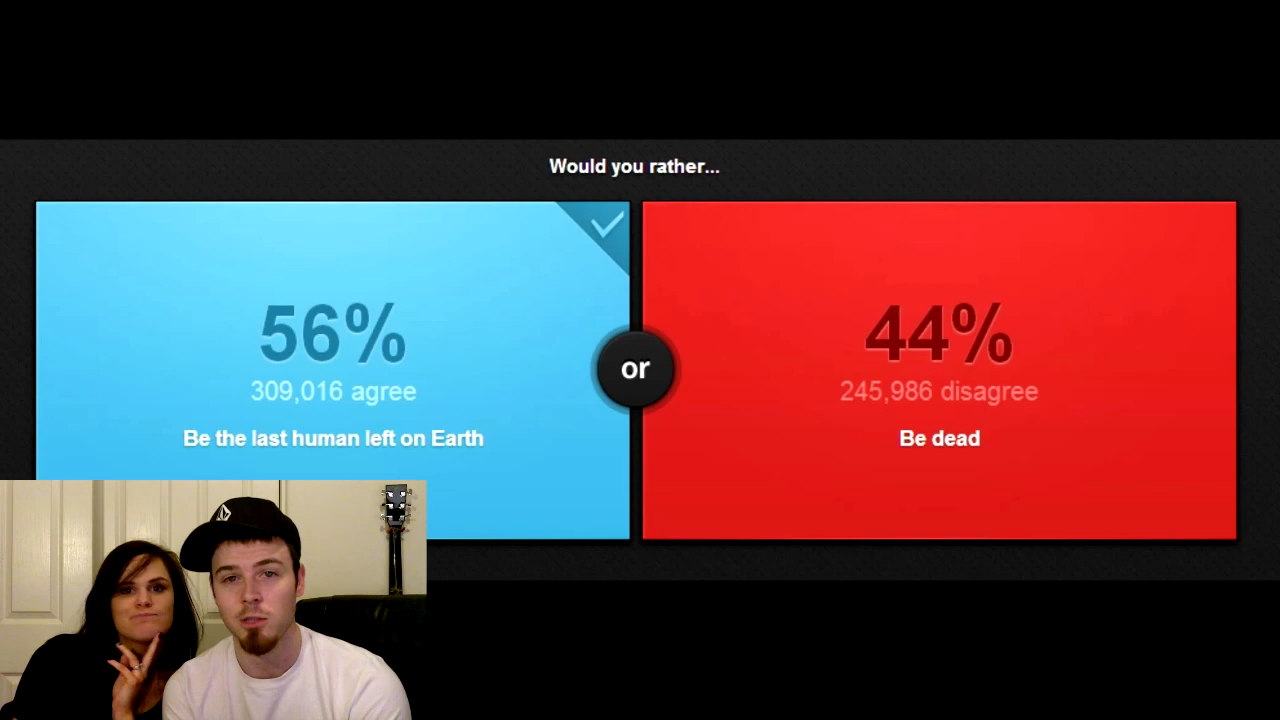 Would you rather...
56%
309,016 agree
Be the last human left on Earth
or
44%
245,986 disagree
Be dead